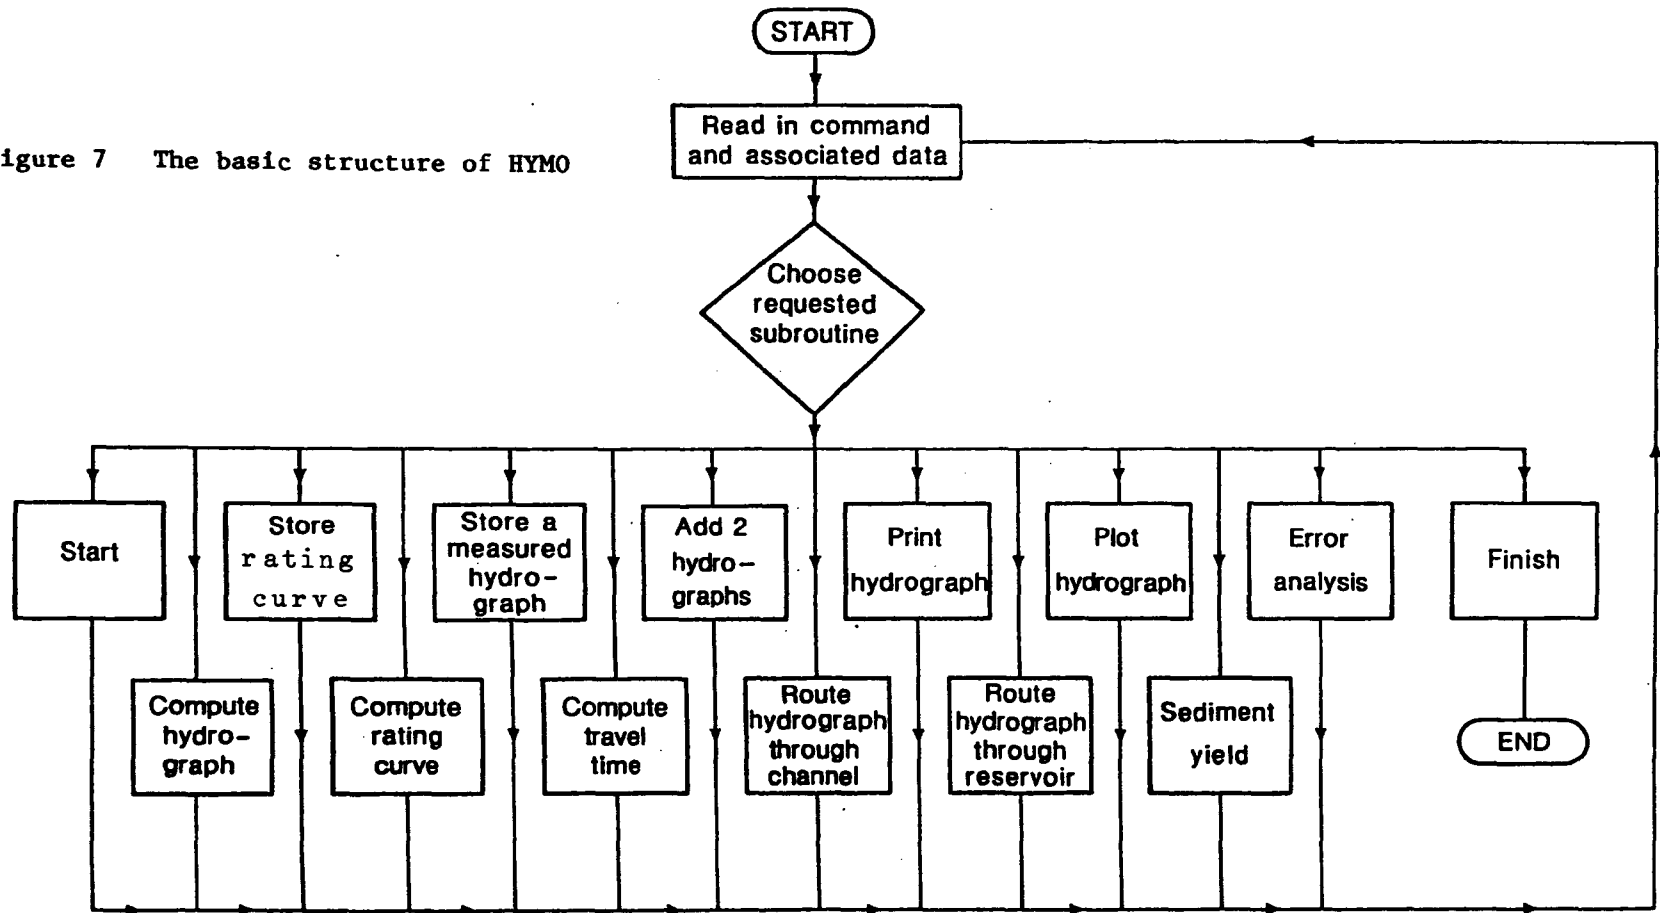 START
Read in command
and associated data
igure 7 The basic structure of HYMO
Choose
requested
subroutine
Start
Store
rating
curve
Store a
measured
hydro-
graph
Add 2
hydro-
graphs
Print
hydrograph
Plot
hydrograph
Error
analysis
Finish
Compute
hydro-
graph
Compute
rating
curve
Compute
travel
time
Route
hydrograph
through
channel
Route
hydrograph
through
reservoir
Sediment
yield
END